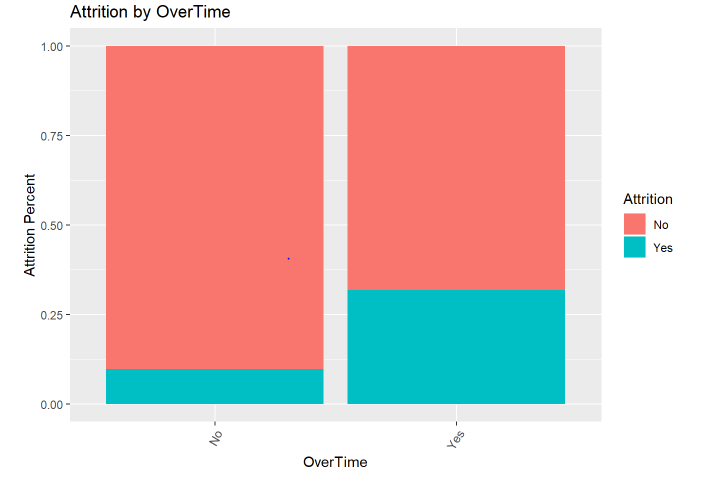 Attrition by OverTime
1.00
0.75
0.50
0.25
0.00
Attrition Percent
No
Yes
OverTime
Attrition
No
Yes